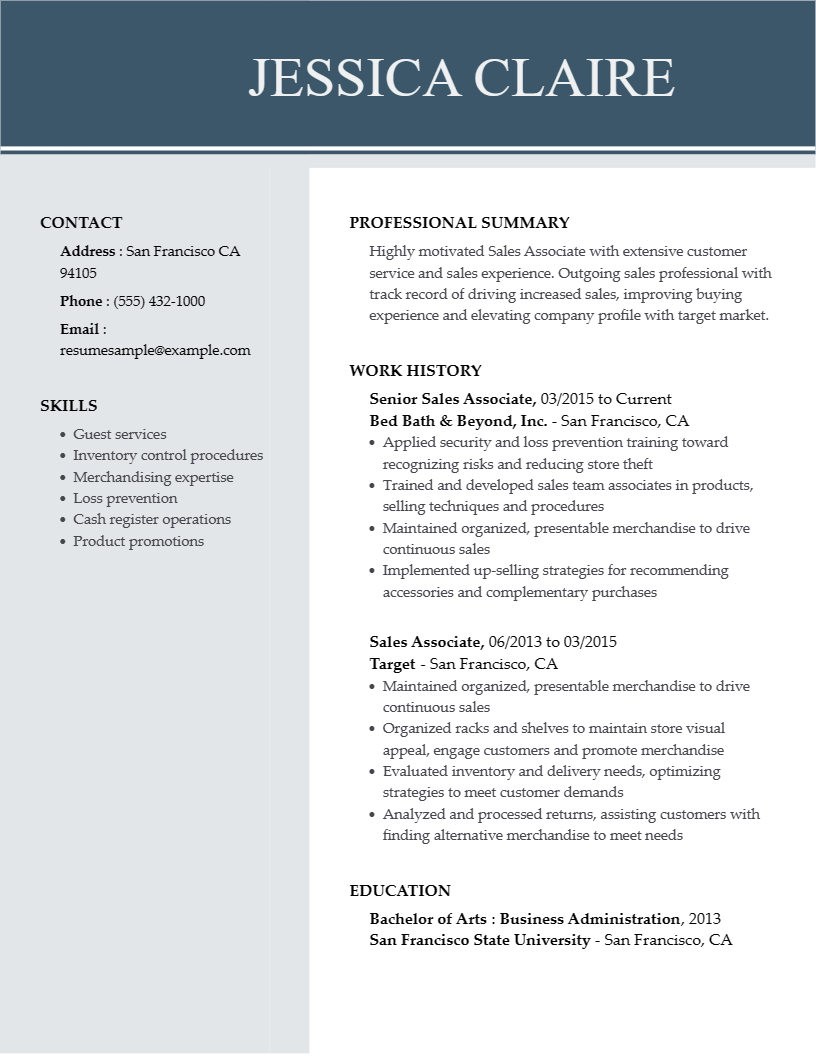 JESSICA CLAIRE
CONTACT
Address : San Francisco CA
94105
Phone : (555) 432-1000
Email :
resumesample@example.com
SKILLS
• Guest services
• Inventory control procedures
• Merchandising expertise
• Loss prevention
• Cash register operations
• Product promotions
PROFESSIONAL SUMMARY
Highly motivated Sales Associate with extensive customer
service and sales experience. Outgoing sales professional with
track record of driving increased sales, improving buying
experience and elevating company profile with target market.
WORK HISTORY
Senior Sales Associate, 03/2015 to Current
Bed Bath & Beyond, Inc. - San Francisco, CA
• Applied security and loss prevention training toward
recognizing risks and reducing store theft
• Trained and developed sales team associates in products,
selling techniques and procedures
• Maintained organized, presentable merchandise to drive
continuous sales
• Implemented up-selling strategies for recommending
accessories and complementary purchases
Sales Associate, 06/2013 to 03/2015
Target - San Francisco, CA
• Maintained organized, presentable merchandise to drive
continuous sales
• Organized racks and shelves to maintain store visual
appeal, engage customers and promote merchandise
• Evaluated inventory and delivery needs, optimizing
strategies to meet customer demands
• Analyzed and processed returns, assisting customers with
finding alternative merchandise to meet needs
EDUCATION
Bachelor of Arts : Business Administration, 2013
San Francisco State University - San Francisco, CA